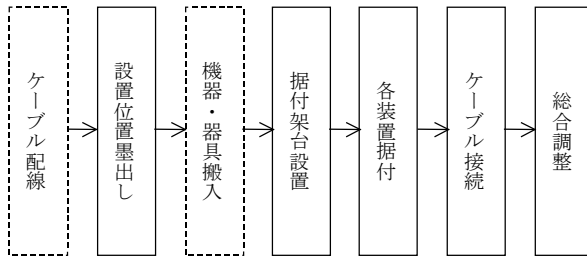 ケーブル配線
設置位置墨出し
機器・器具搬入
据付架台設置
各装置据付
ケーブル接続
総合調整